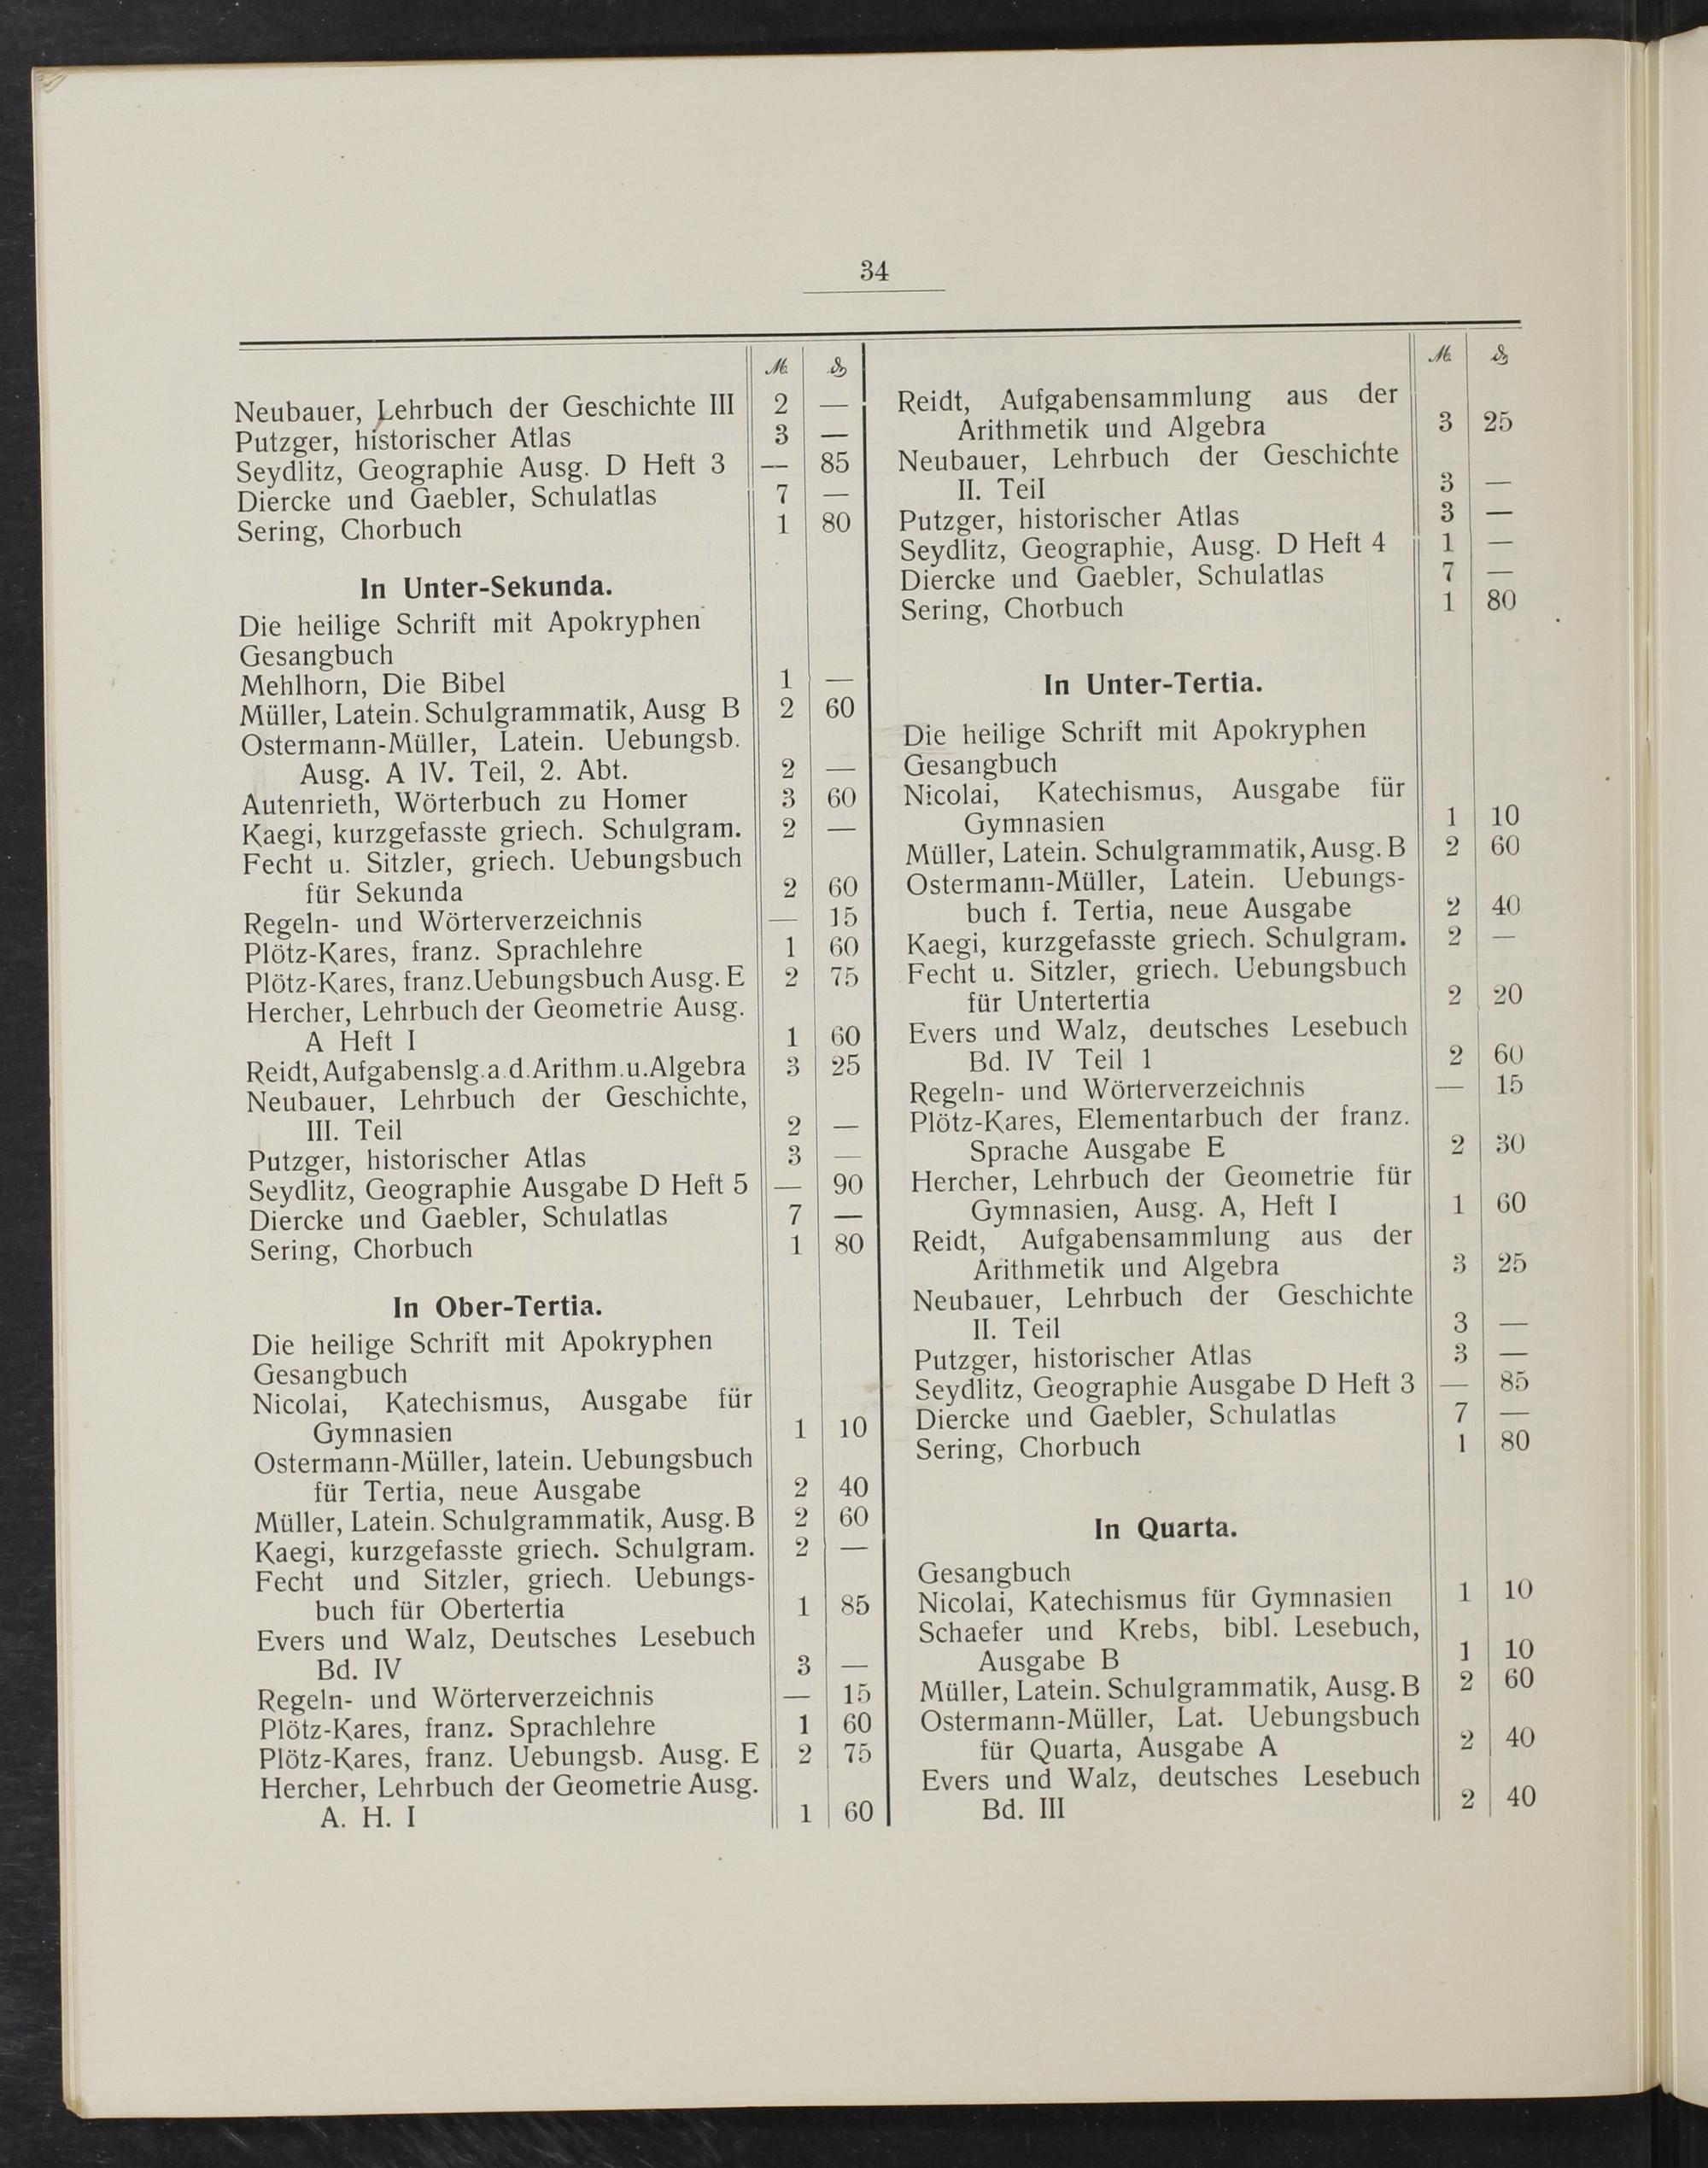 34
ℳ ₰
Neubauer, Lehrbuch der Geschichte III 2 —
Putzger, historischer Atlas 3 —
Seydlitz, Geographie Ausg. D Heft 3 — 85
Diercke und Gaebler, Schulatlas 7 —
Sering, Chorbuch 1 80
In Unter-Sekunda.
Die heilige Schrift mit Apokryphen
Gesangbuch
Mehlhorn, Die Bibel 1 —
Müller, Latein. Schulgrammatik, Ausg B 2 60
Ostermann-Müller, Latein. Uebungsb.
Ausg. A IV. Teil, 2. Abt. 2 —
Autenrieth, Wörterbuch zu Homer 3 60
Kaegi, kurzgefasste griech. Schulgram. 2 —
Fecht u. Sitzler, griech. Uebungsbuch
für Sekunda 2 60
Regeln- und Wörterverzeichnis — 15
Plötz-Kares, franz. Sprachlehre 1 60
Plötz-Kares, franz. Uebungsbuch Ausg. E 2 75
Hercher, Lehrbuch der Geometrie Ausg.
A Heft I 1 60
Reidt, Aufgabenslg. a d. Arithm. u. Algebra 3 25
Neubauer, Lehrbuch der Geschichte,
III. Teil 2 —
Putzger, historischer Atlas 3 —
Seydlitz, Geographie Ausgabe D Heft 5 — 90
Diercke und Gaebler, Schulatlas 7 —
Sering, Chorbuch 1 80
In Ober-Tertia.
Die heilige Schrift mit Apokryphen
Gesangbuch
Nicolai, Katechismus, Ausgabe für
Gymnasien 1 10
Ostermann-Müller, latein. Uebungsbuch
für Tertia, neue Ausgabe 2 40
Müller, Latein. Schulgrammatik, Ausg. B 2 60
Kaegi, kurzgefasste griech. Schulgram. 2 —
Fecht und Sitzler, griech. Uebungs-
buch für Obertertia 1 85
Evers und Walz, Deutsches Lesebuch
Bd. IV 3 —
Regeln- und Wörterverzeichnis — 15
Plötz-Kares, franz. Sprachlehre 1 60
Plötz-Kares, franz. Uebungsb. Ausg. E 2 75
Hercher, Lehrbuch der Geometrie Ausg.
A. H. I 1 60
ℳ ₰
Reidt, Aufgabensammlung aus der
Arithmetik und Algebra 3 25
Neubauer, Lehrbuch der Geschichte
II. Teil 3 —
Putzger, historischer Atlas 3 —
Seydlitz, Geographie, Ausg. D Heft 4 1 —
Diercke und Gaebler, Schulatlas 7 —
Sering, Chorbuch 1 80
In Unter-Tertia.
Die heilige Schrift mit Apokryphen
Gesangbuch
Nicolai, Katechismus, Ausgabe für
Gymnasien 1 10
Müller, Latein. Schulgrammatik, Ausg. B 2 60
Ostermann-Müller, Latein. Uebungs-
buch f. Tertia, neue Ausgabe 2 40
Kaegi, kurzgefasste griech. Schulgram. 2 —
Fecht u. Sitzler, griech. Uebungsbuch
für Untertertia 2 20
Evers und Walz, deutsches Lesebuch
Bd. IV Teil 1 2 60
Regeln- und Wörterverzeichnis — 15
Plötz-Kares, Elementarbuch der franz.
Sprache Ausgabe E 2 30
Hercher, Lehrbuch der Geometrie für
Gymnasien, Ausg. A, Heft I 1 60
Reidt, Aufgabensammlung aus der
Arithmetik und Algebra 3 25
Neubauer, Lehrbuch der Geschichte
II. Teil 3 —
Putzger, historischer Atlas 3 —
Seydlitz, Geographie Ausgabe D Heft 3 — 85
Diercke und Gaebler, Schulatlas 7 —
Sering, Chorbuch 1 80
In Quarta.
Gesangbuch
Nicolai, Katechismus für Gymnasien 1 10
Schaefer und Krebs, bibl. Lesebuch,
Ausgabe B 1 10
Müller, Latein. Schulgrammatik, Ausg. B 2 60
Ostermann-Müller, Lat. Uebungsbuch
für Quarta, Ausgabe A 2 40
Evers und Walz, deutsches Lesebuch
Bd. III 2 40